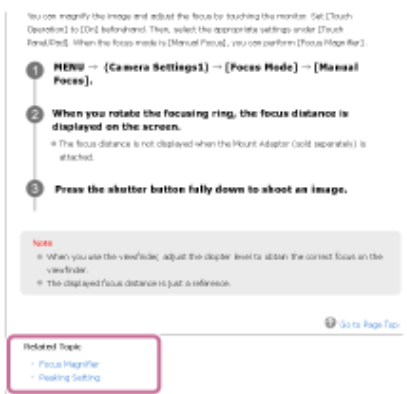 You can magnify the image and adjust the focus by touching the monitor. Set [Touch
Operation] to [On] beforehand. Then, select the appropriate settings under [Touch
Panel/Pad]. When the focus mode is [Manual Focus], you can perform [Focus Magnifier].
1 MENU → (Camera Settings1) → [Focus Mode] → [Manual
Focus].
2 When you rotate the focusing ring, the focus distance is
displayed on the screen.
The focus distance is not displayed when the Mount Adaptor (sold separately) is
attached.
3 Press the shutter button fully down to shoot an image.
Note
When you use the viewfinder, adjust the diopter level to obtain the correct focus on the
viewfinder.
The displayed focus distance is just a reference.
Go to Page Top
Related Topic
Focus Magnifier
Peaking Setting